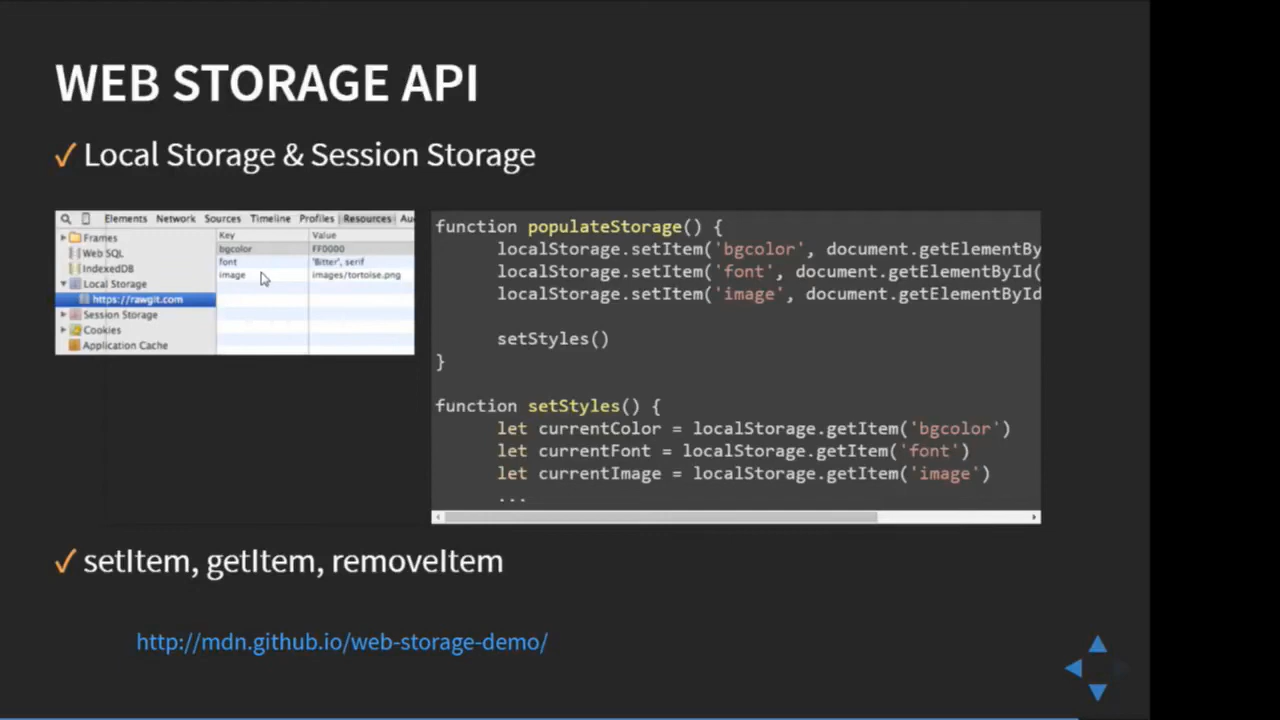 WEB STORAGE API
✓ Local Storage & Session Storage
Elements Network Sources Timeline Profiles Resources Au
Key Value
Frames
Web SQL
IndexedDB
Local Storage
https://rawgit.com
Session Storage
Cookies
Application Cache
bgcolor FF0000
font 'Bitter', serif
image images/tortoise.png
function populateStorage() {
localStorage.setItem('bgcolor', document.getElementBy
localStorage.setItem('font', document.getElementById(
localStorage.setItem('image', document.getElementById
setStyles()
}
function setStyles() {
let currentColor = localStorage.getItem('bgcolor')
let currentFont = localStorage.getItem('font')
let currentImage = localStorage.getItem('image')
...
✓ setItem, getItem, removeItem
http://mdn.github.io/web-storage-demo/